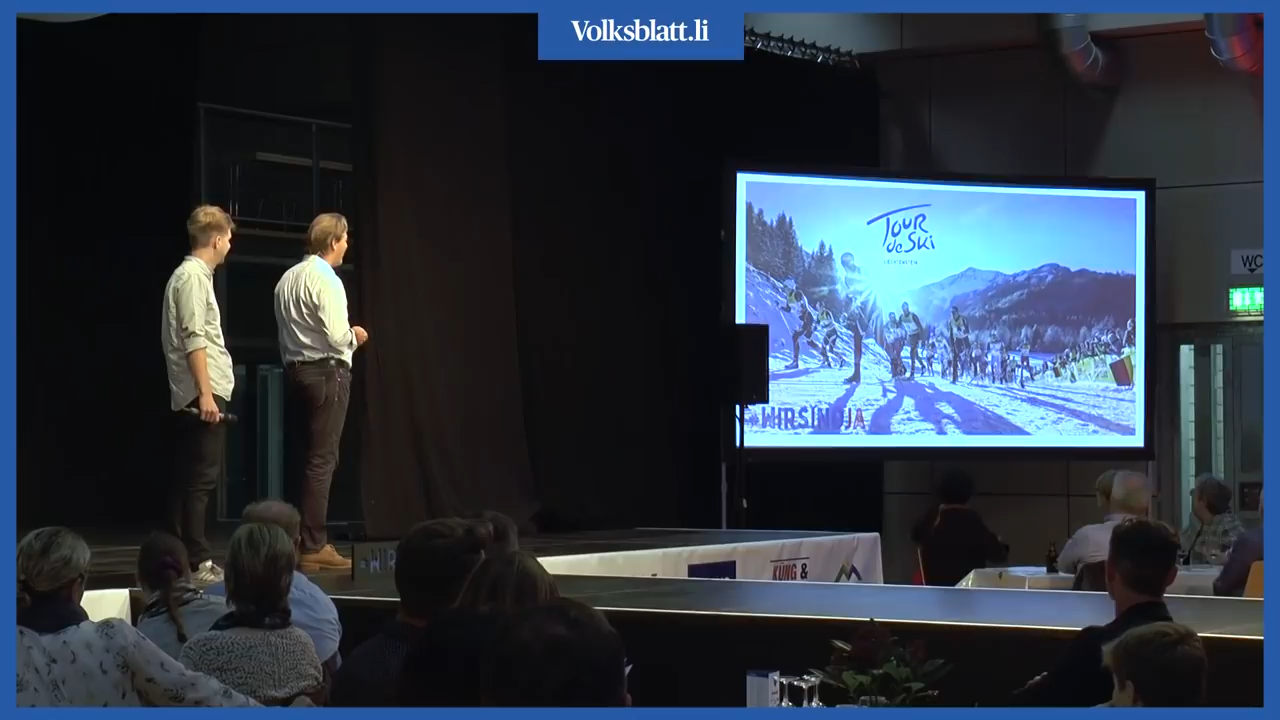 Volksblatt.li
WC
TOUR
de SKi
#WIRSINDJA
KÜNG &